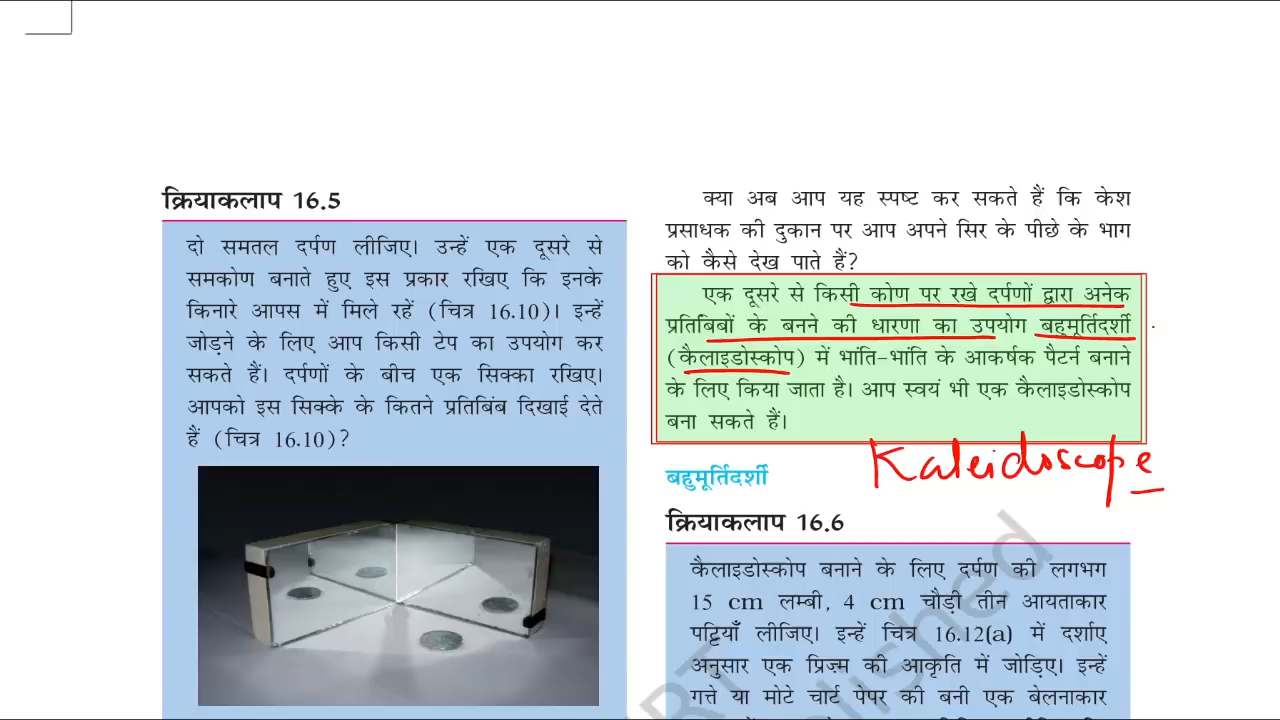 क्रियाकलाप 16.5
दो समतल दर्पण लीजिए। उन्हें एक दूसरे से
समकोण बनाते हुए इस प्रकार रखिए कि इनके
किनारे आपस में मिले रहें (चित्र 16.10)। इन्हें
जोड़ने के लिए आप किसी टेप का उपयोग कर
सकते हैं। दर्पणों के बीच एक सिक्का रखिए।
आपको इस सिक्के के कितने प्रतिबिंब दिखाई देते
हैं (चित्र 16.10)?
क्या अब आप यह स्पष्ट कर सकते हैं कि केश
प्रसाधक की दुकान पर आप अपने सिर के पीछे के भाग
को कैसे देख पाते हैं?
एक दूसरे से किसी कोण पर रखे दर्पणों द्वारा अनेक
प्रतिबिंबों के बनने की धारणा का उपयोग बहुमूर्तिदर्शी
(कैलाइडोस्कोप) में भांति-भांति के आकर्षक पैटर्न बनाने
के लिए किया जाता है। आप स्वयं भी एक कैलाइडोस्कोप
बना सकते हैं।
Kaleidoscope
बहुमूर्तिदर्शी
क्रियाकलाप 16.6
कैलाइडोस्कोप बनाने के लिए दर्पण की लगभग
15 cm लम्बी, 4 cm चौड़ी तीन आयताकार
पट्टियाँ लीजिए। इन्हें चित्र 16.12(a) में दर्शाए
अनुसार एक प्रिज़्म की आकृति में जोड़िए। इन्हें
गत्ते या मोटे चार्ट पेपर की बनी एक बेलनाकार